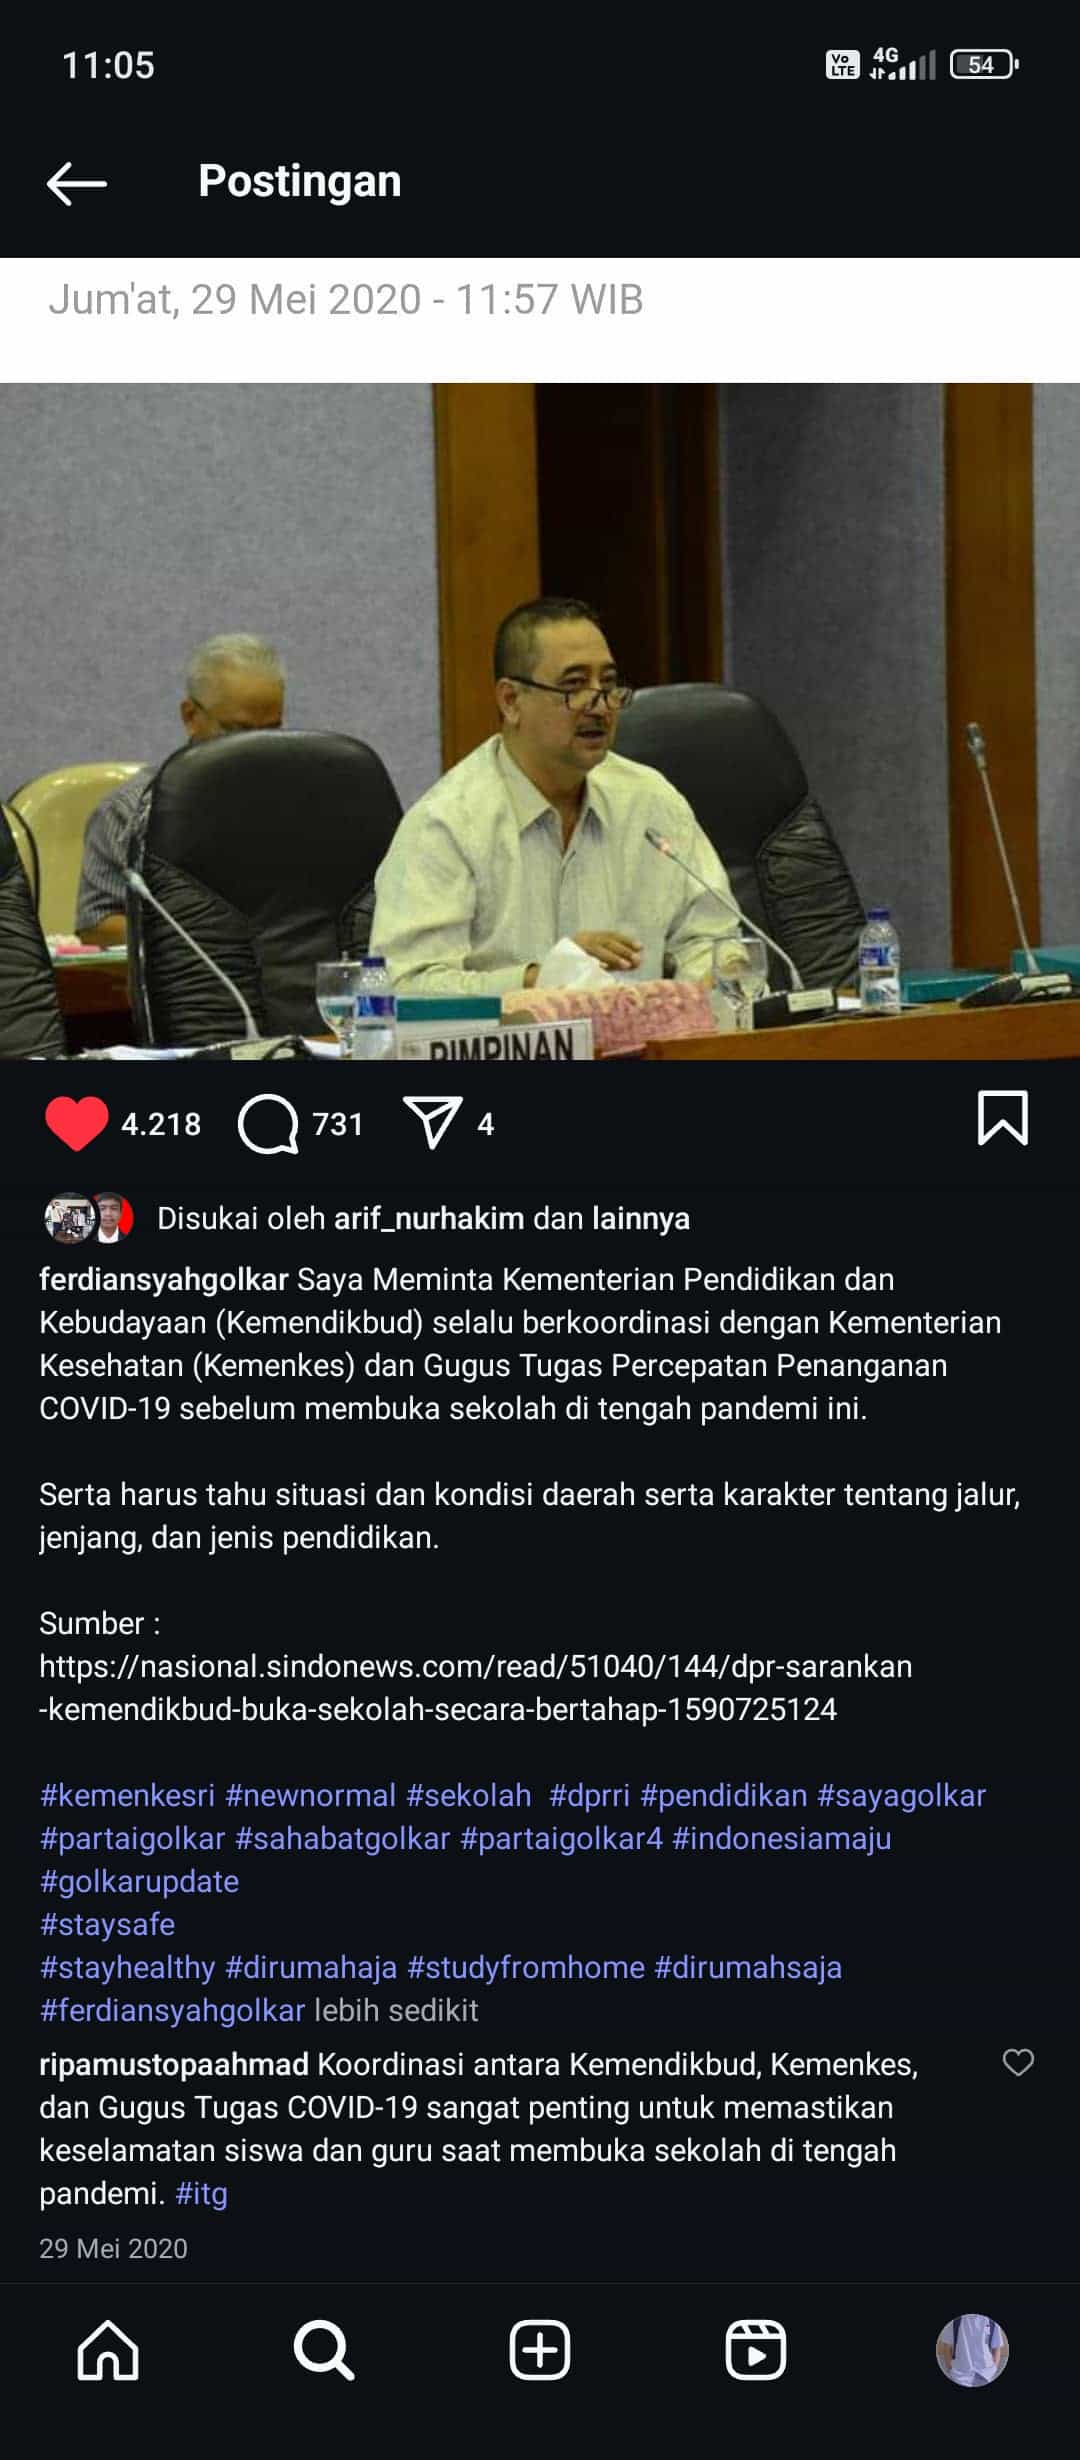 11:05
Vo LTE 4G 54
Postingan
Jum'at, 29 Mei 2020 - 11:57 WIB
PIMPINAN
4.218 731 4
Disukai oleh arif_nurhakim dan lainnya
ferdiansyahgolkar Saya Meminta Kementerian Pendidikan dan
Kebudayaan (Kemendikbud) selalu berkoordinasi dengan Kementerian
Kesehatan (Kemenkes) dan Gugus Tugas Percepatan Penanganan
COVID-19 sebelum membuka sekolah di tengah pandemi ini.
Serta harus tahu situasi dan kondisi daerah serta karakter tentang jalur,
jenjang, dan jenis pendidikan.
Sumber :
https://nasional.sindonews.com/read/51040/144/dpr-sarankan
-kemendikbud-buka-sekolah-secara-bertahap-1590725124
#kemenkesri #newnormal #sekolah #dprri #pendidikan #sayagolkar
#partaigolkar #sahabatgolkar #partaigolkar4 #indonesiamaju
#golkarupdate
#staysafe
#stayhealthy #dirumahaja #studyfromhome #dirumahsaja
#ferdiansyahgolkar lebih sedikit
ripamustopaahmad Koordinasi antara Kemendikbud, Kemenkes,
dan Gugus Tugas COVID-19 sangat penting untuk memastikan
keselamatan siswa dan guru saat membuka sekolah di tengah
pandemi. #itg
29 Mei 2020